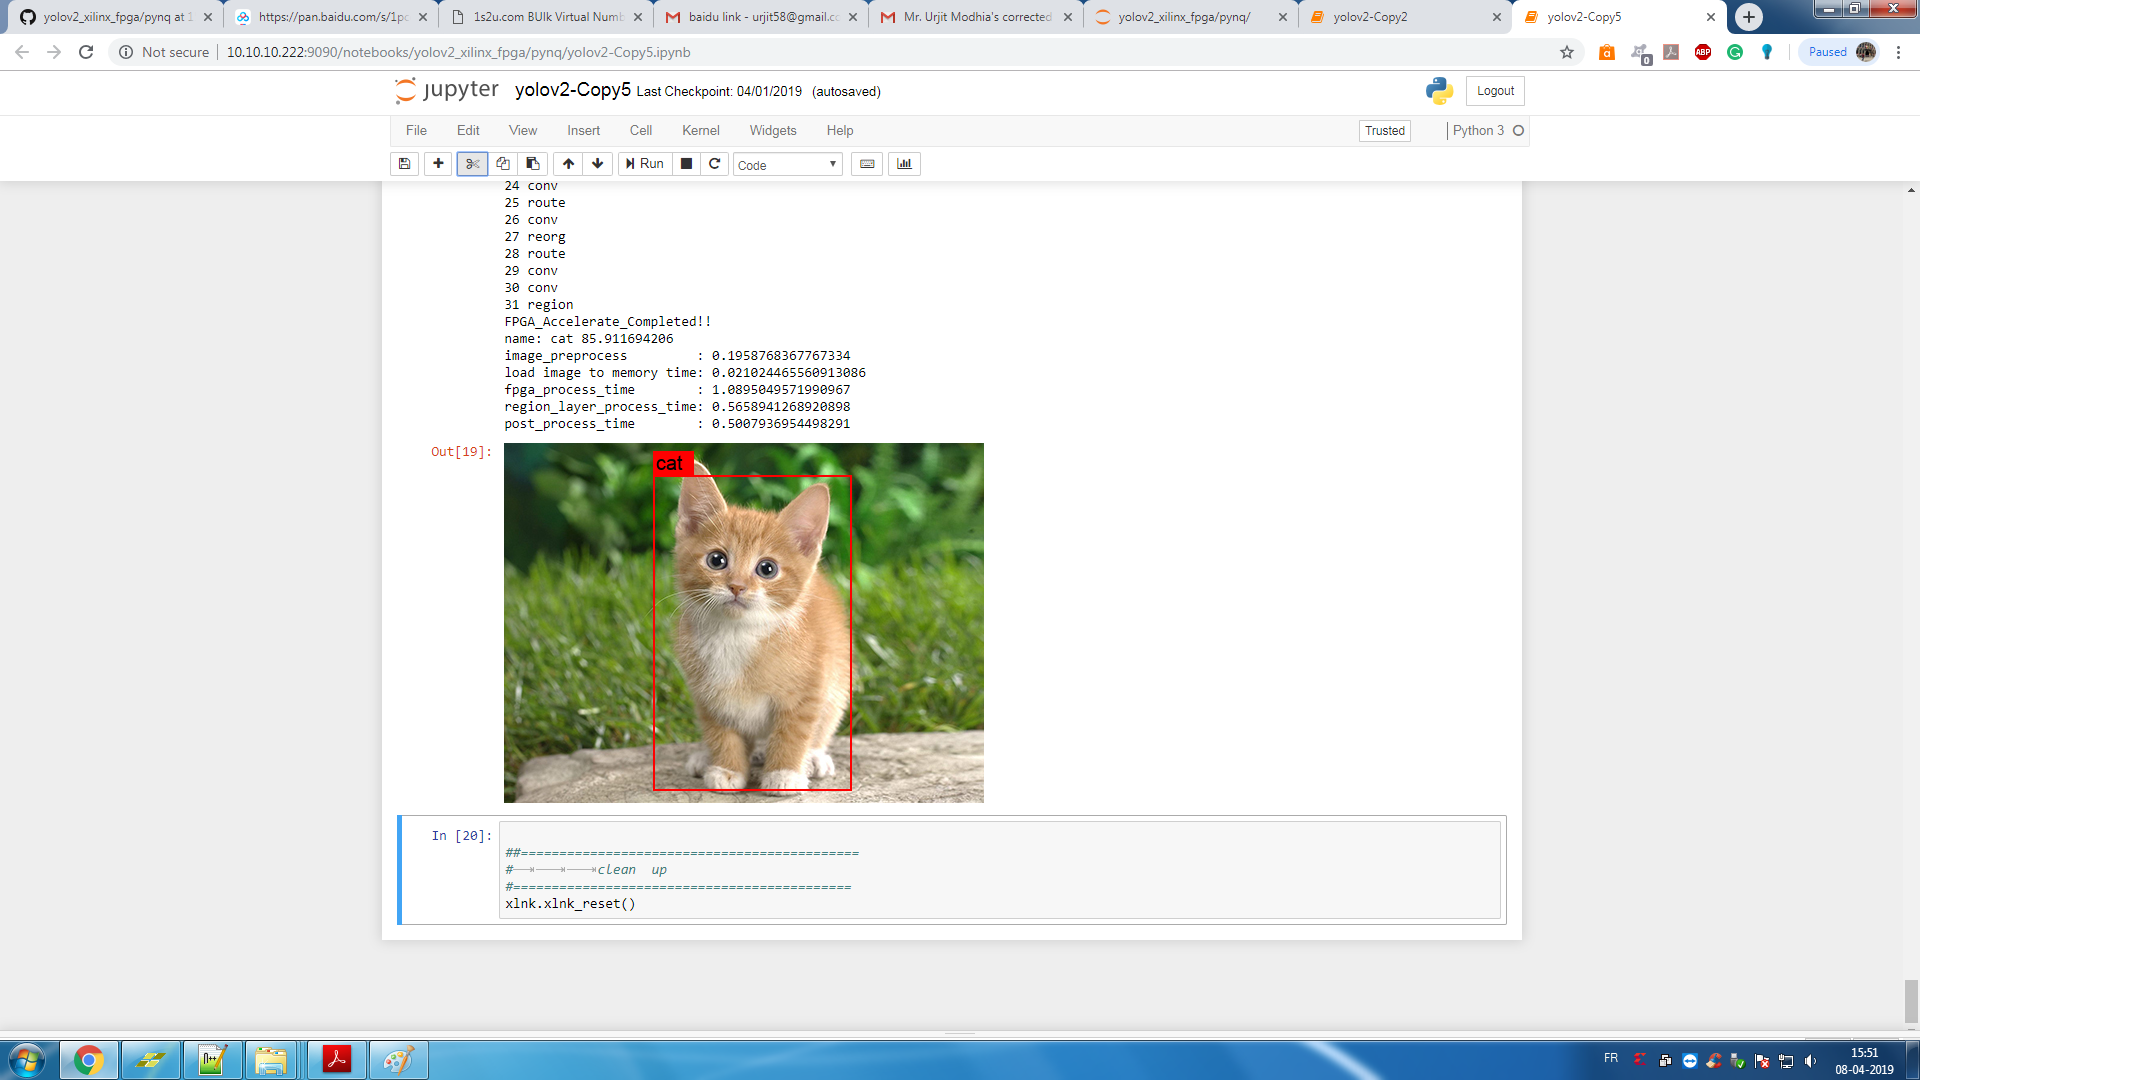 yolov2_xilinx_fpga/pynq at 1
https://pan.baidu.com/s/1pc
1s2u.com BUlk Virtual Numb
baidu link - urjit58@gmail.cc
Mr. Urjit Modhia's corrected
yolov2_xilinx_fpga/pynq/
yolov2-Copy2
yolov2-Copy5
Not secure
10.10.10.222:9090/notebooks/yolov2_xilinx_fpga/pynq/yolov2-Copy5.ipynb
ABP
0
Paused
jupyter yolov2-Copy5 Last Checkpoint: 04/01/2019 (autosaved)
Logout
File Edit View Insert Cell Kernel Widgets Help
Trusted
Python 3
Run
Code
24 conv
25 route
26 conv
27 reorg
28 route
29 conv
30 conv
31 region
FPGA_Accelerate_Completed!!
name: cat 85.911694206
image_preprocess : 0.1958768367767334
load image to memory time: 0.021024465560913086
fpga_process_time : 1.0895049571990967
region_layer_process_time: 0.5658941268920898
post_process_time : 0.5007936954498291
Out[19]:
cat
In [20]:
##============================================
# clean up
#============================================
xlnk.xlnk_reset()
FR
15:51
08-04-2019